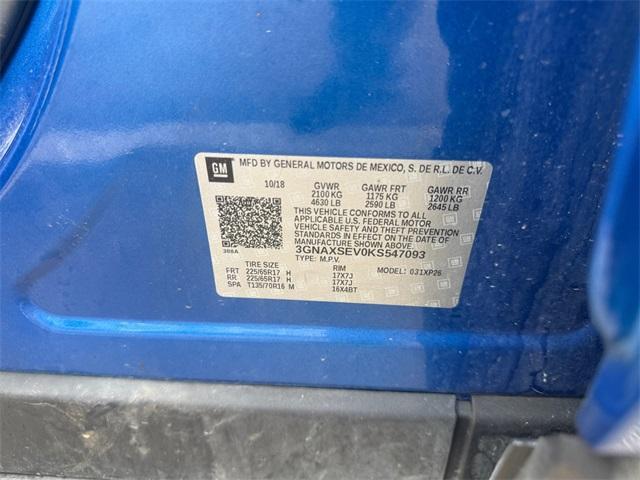 GM MFD BY GENERAL MOTORS DE MEXICO, S. DE R.L. DE C.V.
10/18 GVWR GAWR FRT GAWR RR
2100 KG 1175 KG 1200 KG
4630 LB 2590 LB 2645 LB
THIS VEHICLE CONFORMS TO ALL
APPLICABLE U.S. FEDERAL MOTOR
VEHICLE SAFETY AND THEFT PREVENTION
STANDARDS IN EFFECT ON THE DATE OF
MANUFACTURE SHOWN ABOVE.
3GNAXSEV0KS547093
TYPE: M.P.V. MODEL: 031XP26
TIRE SIZE RIM
FRT 225/65R17 H 17X7J
RR 225/65R17 H 17X7J
SPA T135/70R16 M 16X4BT